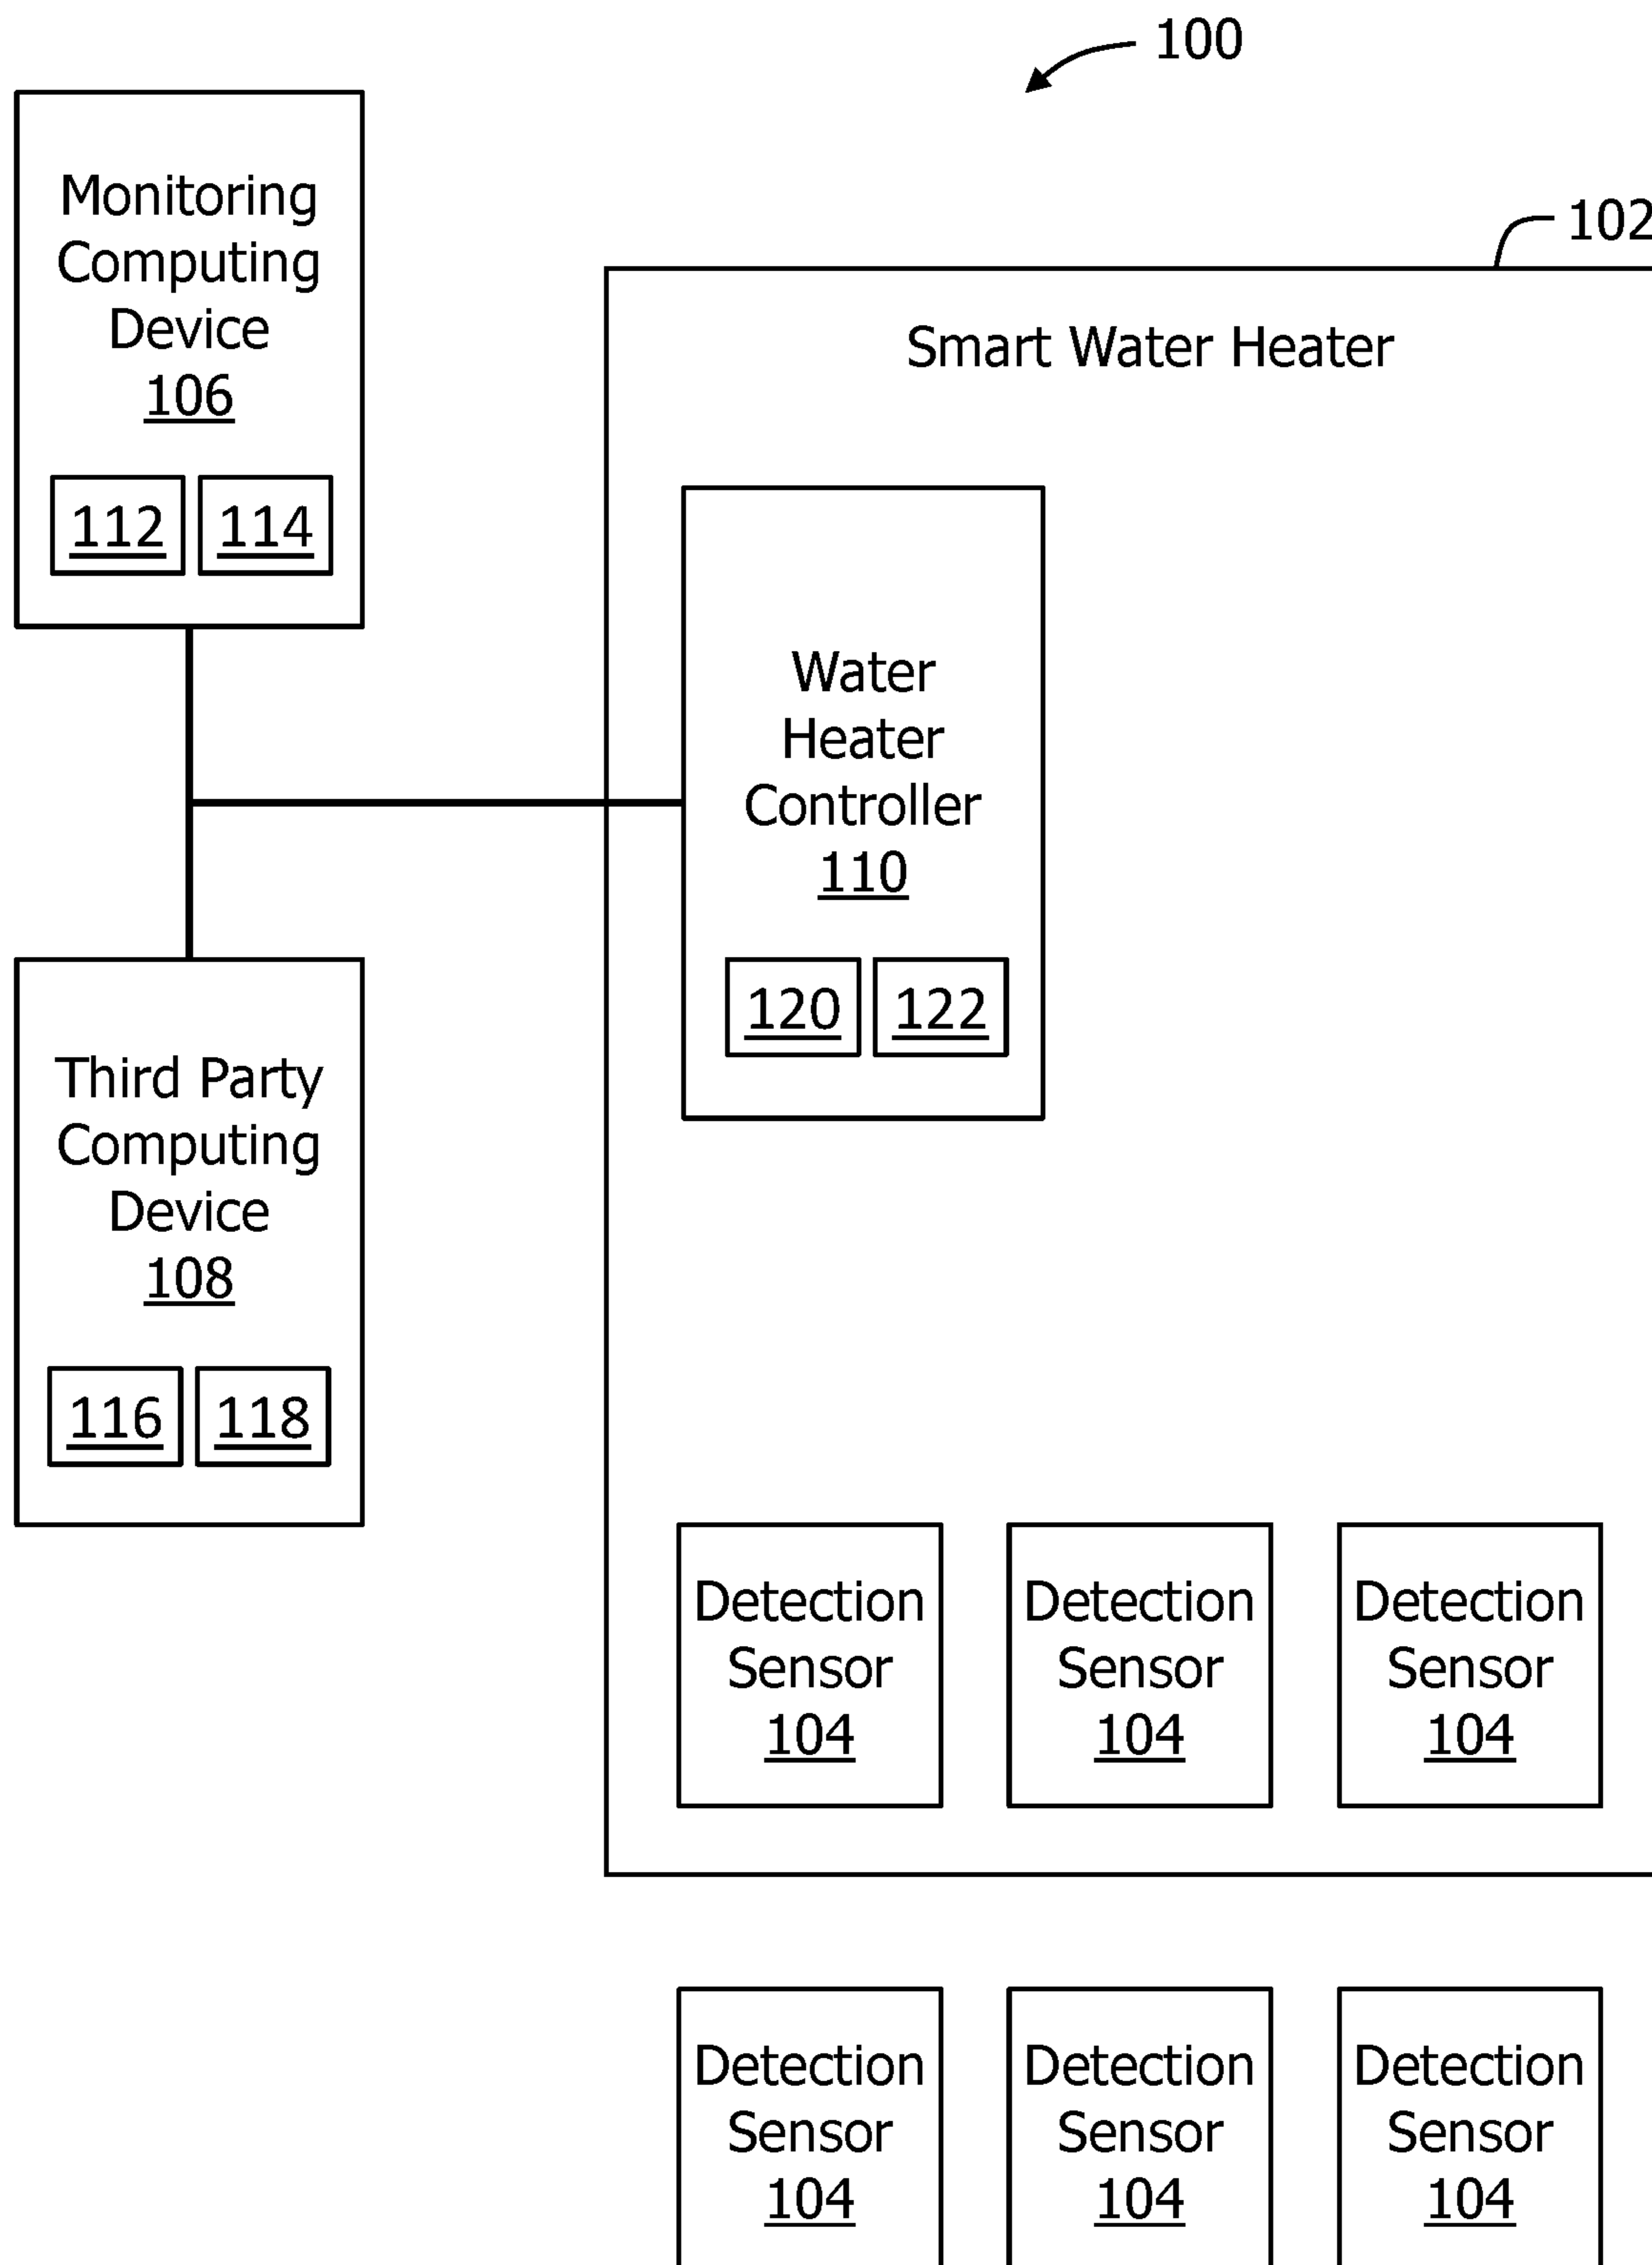 100
Monitoring
Computing
Device
106
112 114
102
Smart Water Heater
Water
Heater
Controller
110
120 122
Third Party
Computing
Device
108
116 118
Detection Detection Detection
Sensor Sensor Sensor
104 104 104
Detection Detection Detection
Sensor Sensor Sensor
104 104 104